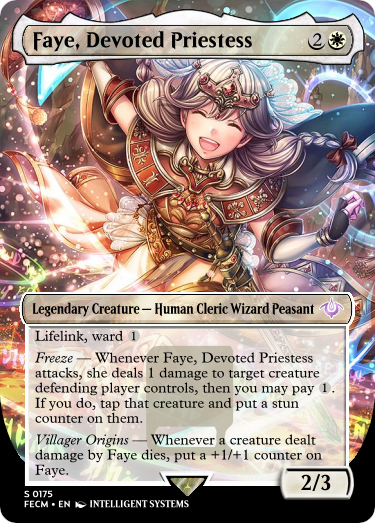 Faye, Devoted Priestess 2
Legendary Creature — Human Cleric Wizard Peasant
Lifelink, ward 1
Freeze — Whenever Faye, Devoted Priestess
attacks, she deals 1 damage to target creature
defending player controls, then you may pay 1.
If you do, tap that creature and put a stun
counter on them.
Villager Origins — Whenever a creature dealt
damage by Faye dies, put a +1/+1 counter on
Faye.
2/3
S 0175
FECM • EN INTELLIGENT SYSTEMS